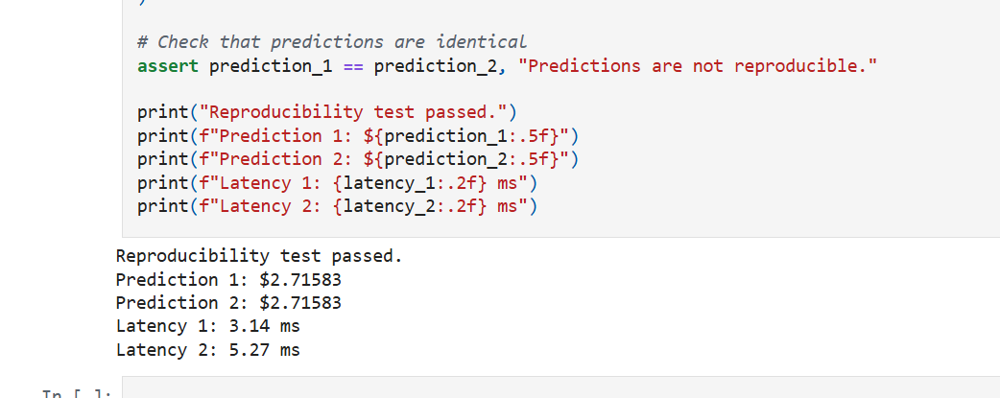 )
# Check that predictions are identical
assert prediction_1 == prediction_2, "Predictions are not reproducible."
print("Reproducibility test passed.")
print(f"Prediction 1: ${prediction_1:.5f}")
print(f"Prediction 2: ${prediction_2:.5f}")
print(f"Latency 1: {latency_1:.2f} ms")
print(f"Latency 2: {latency_2:.2f} ms")
Reproducibility test passed.
Prediction 1: $2.71583
Prediction 2: $2.71583
Latency 1: 3.14 ms
Latency 2: 5.27 ms
In [ ]: